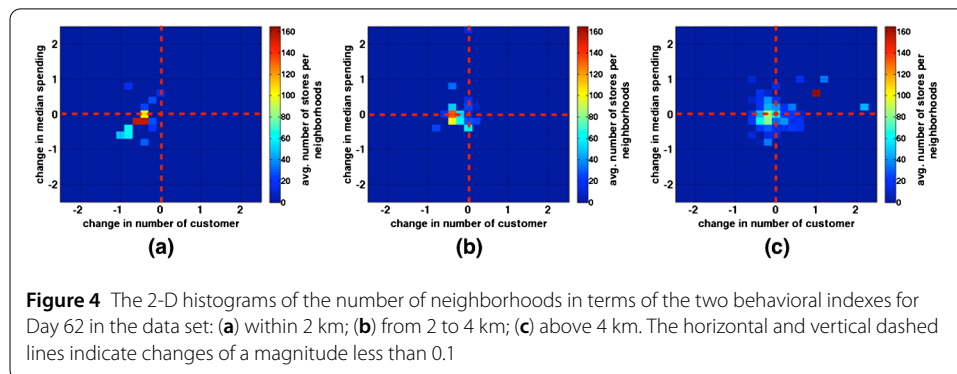 2
1
0
-1
-2
change in median spending
-2 -1 0 1 2
change in number of customer
160
140
120
100
80
60
40
20
0
avg. number of stores per
neighborhoods
(a)
2
1
0
-1
-2
change in median spending
-2 -1 0 1 2
change in number of customer
160
140
120
100
80
60
40
20
0
avg. number of stores per
neighborhoods
(b)
2
1
0
-1
-2
change in median spending
-2 -1 0 1 2
change in number of customer
160
140
120
100
80
60
40
20
0
avg. number of stores per
neighborhoods
(c)
Figure 4 The 2-D histograms of the number of neighborhoods in terms of the two behavioral indexes for
Day 62 in the data set: (a) within 2 km; (b) from 2 to 4 km; (c) above 4 km. The horizontal and vertical dashed
lines indicate changes of a magnitude less than 0.1